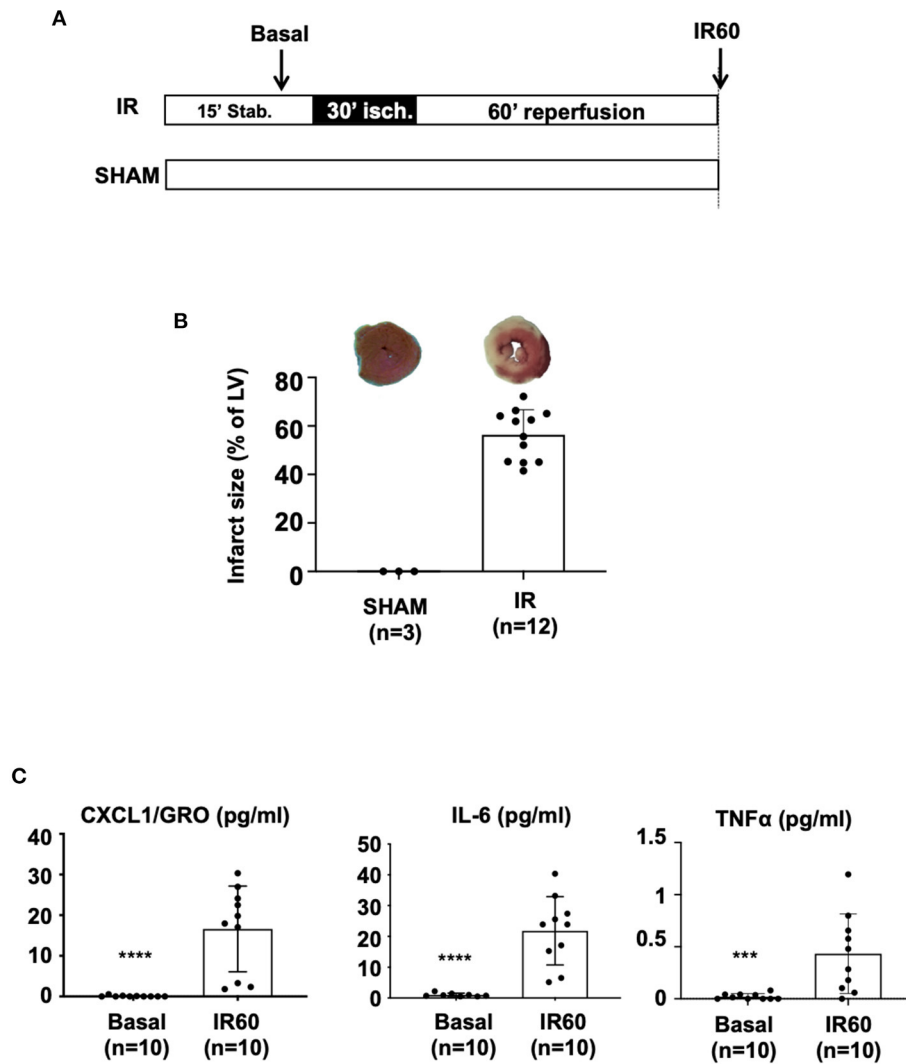 A
Basal
IR60
IR
15’ Stab.
30’ isch.
60’ reperfusion
SHAM
B
Infarct size (% of LV)
80
60
40
20
0
SHAM
(n=3)
IR
(n=12)
C
CXCL1/GRO (pg/ml)
40
30
20
10
0
****
Basal
(n=10)
IR60
(n=10)
IL-6 (pg/ml)
50
40
30
20
10
0
****
Basal
(n=10)
IR60
(n=10)
TNFα (pg/ml)
1.5
1
0.5
0
***
Basal
(n=10)
IR60
(n=10)